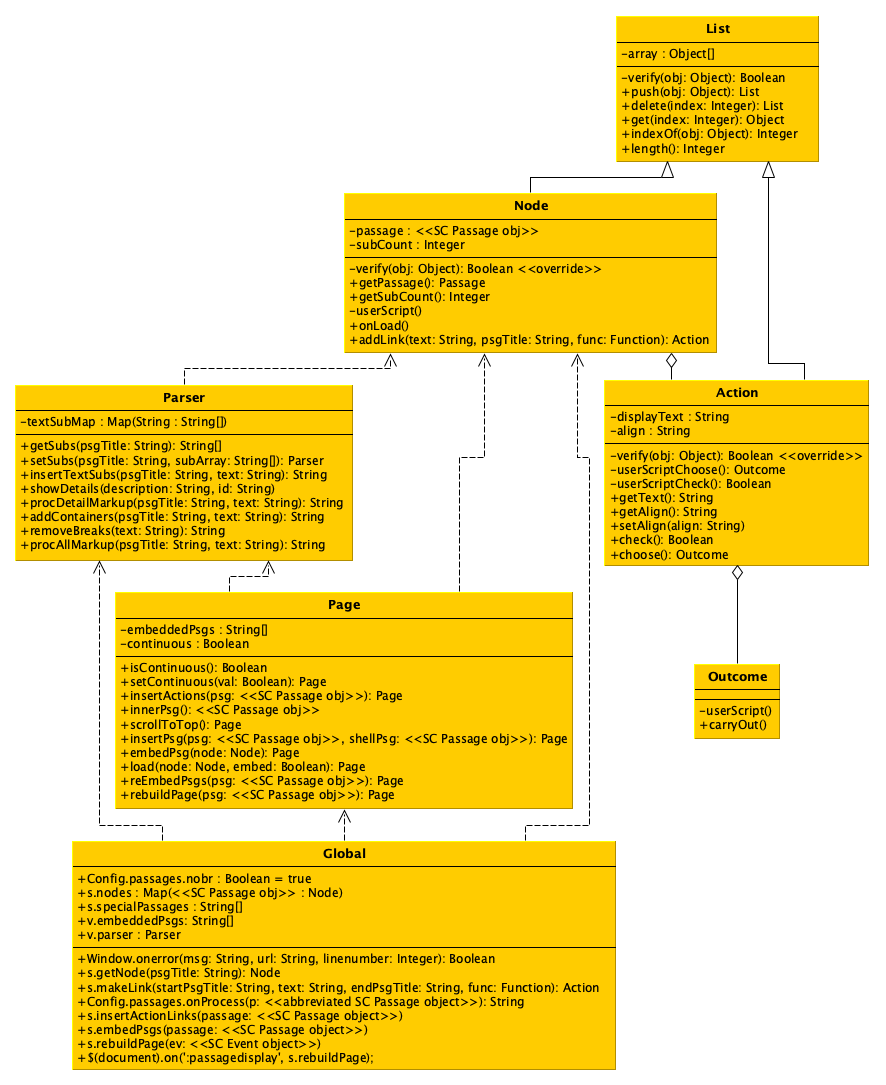 List
-array : Object[]
-verify(obj: Object): Boolean
+push(obj: Object): List
+delete(index: Integer): List
+get(index: Integer): Object
+indexOf(obj: Object): Integer
+length(): Integer
Node
-passage : <<SC Passage obj>>
-subCount : Integer
-verify(obj: Object): Boolean <<override>>
+getPassage(): Passage
+getSubCount(): Integer
-userScript()
+onLoad()
+addLink(text: String, psgTitle: String, func: Function): Action
Parser
-textSubMap : Map(String : String[])
+getSubs(psgTitle: String): String[]
+setSubs(psgTitle: String, subArray: String[]): Parser
+insertTextSubs(psgTitle: String, text: String): String
+showDetails(description: String, id: String)
+procDetailMarkup(psgTitle: String, text: String): String
+addContainers(psgTitle: String, text: String): String
+removeBreaks(text: String): String
+procAllMarkup(psgTitle: String, text: String): String
Action
-displayText : String
-align : String
-verify(obj: Object): Boolean <<override>>
-userScriptChoose(): Outcome
-userScriptCheck(): Boolean
+getText(): String
+getAlign(): String
+setAlign(align: String)
+check(): Boolean
+choose(): Outcome
Page
-embeddedPsgs : String[]
-continuous : Boolean
+isContinuous(): Boolean
+setContinuous(val: Boolean): Page
+insertActions(psg: <<SC Passage obj>>): Page
+innerPsg(): <<SC Passage obj>>
+scrollToTop(): Page
+insertPsg(psg: <<SC Passage obj>>, shellPsg: <<SC Passage obj>>): Page
+embedPsg(node: Node): Page
+load(node: Node, embed: Boolean): Page
+reEmbedPsgs(psg: <<SC Passage obj>>): Page
+rebuildPage(psg: <<SC Passage obj>>): Page
Outcome
-userScript()
+carryOut()
Global
+Config.passages.nobr : Boolean = true
+s.nodes : Map(<<SC Passage obj>> : Node)
+s.specialPassages : String[]
+v.embeddedPsgs: String[]
+v.parser : Parser
+Window.onerror(msg: String, url: String, linenumber: Integer): Boolean
+s.getNode(psgTitle: String): Node
+s.makeLink(startPsgTitle: String, text: String, endPsgTitle: String, func: Function): Action
+Config.passages.onProcess(p: <<abbreviated SC Passage object>>): String
+s.insertActionLinks(passage: <<SC Passage object>>)
+s.embedPsgs(passage: <<SC Passage object>>)
+s.rebuildPage(ev: <<SC Event object>>)
+$(document).on(':passagedisplay', s.rebuildPage);